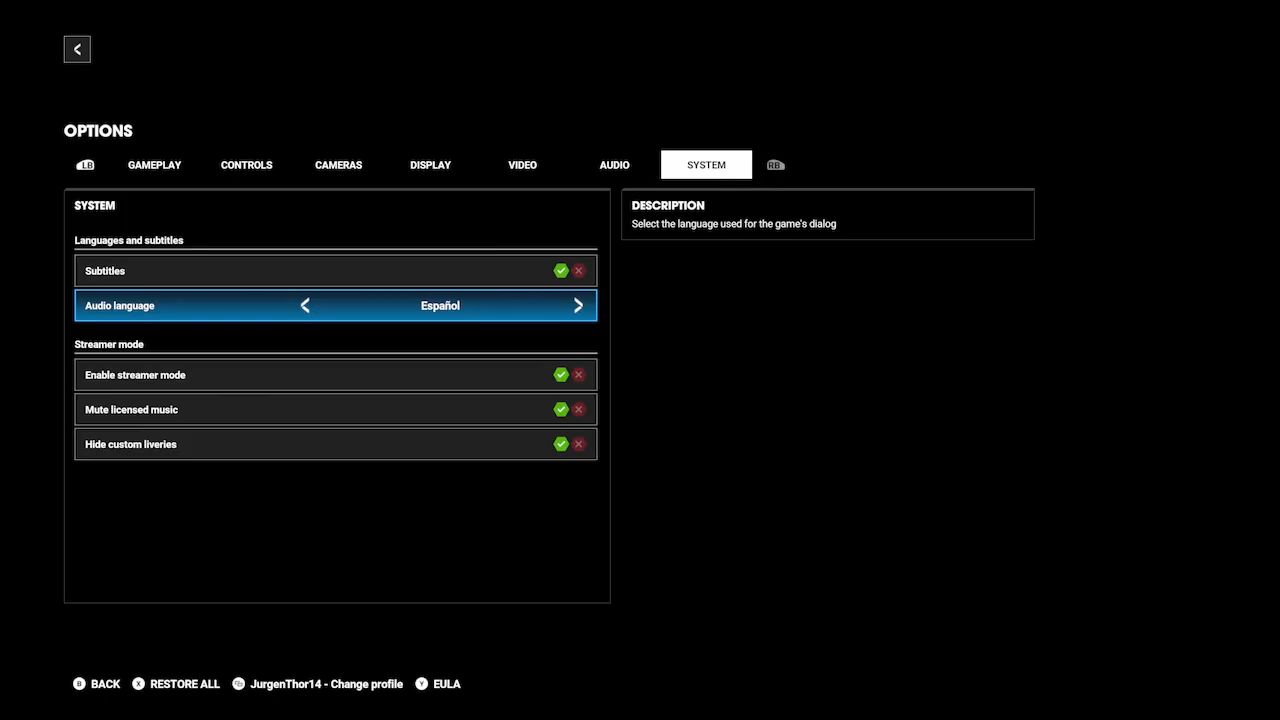 OPTIONS
LB GAMEPLAY CONTROLS CAMERAS DISPLAY VIDEO AUDIO SYSTEM RB
SYSTEM
Languages and subtitles
Subtitles
Audio language Español
Streamer mode
Enable streamer mode
Mute licensed music
Hide custom liveries
DESCRIPTION
Select the language used for the game's dialog
B BACK X RESTORE ALL JurgenThor14 - Change profile Y EULA